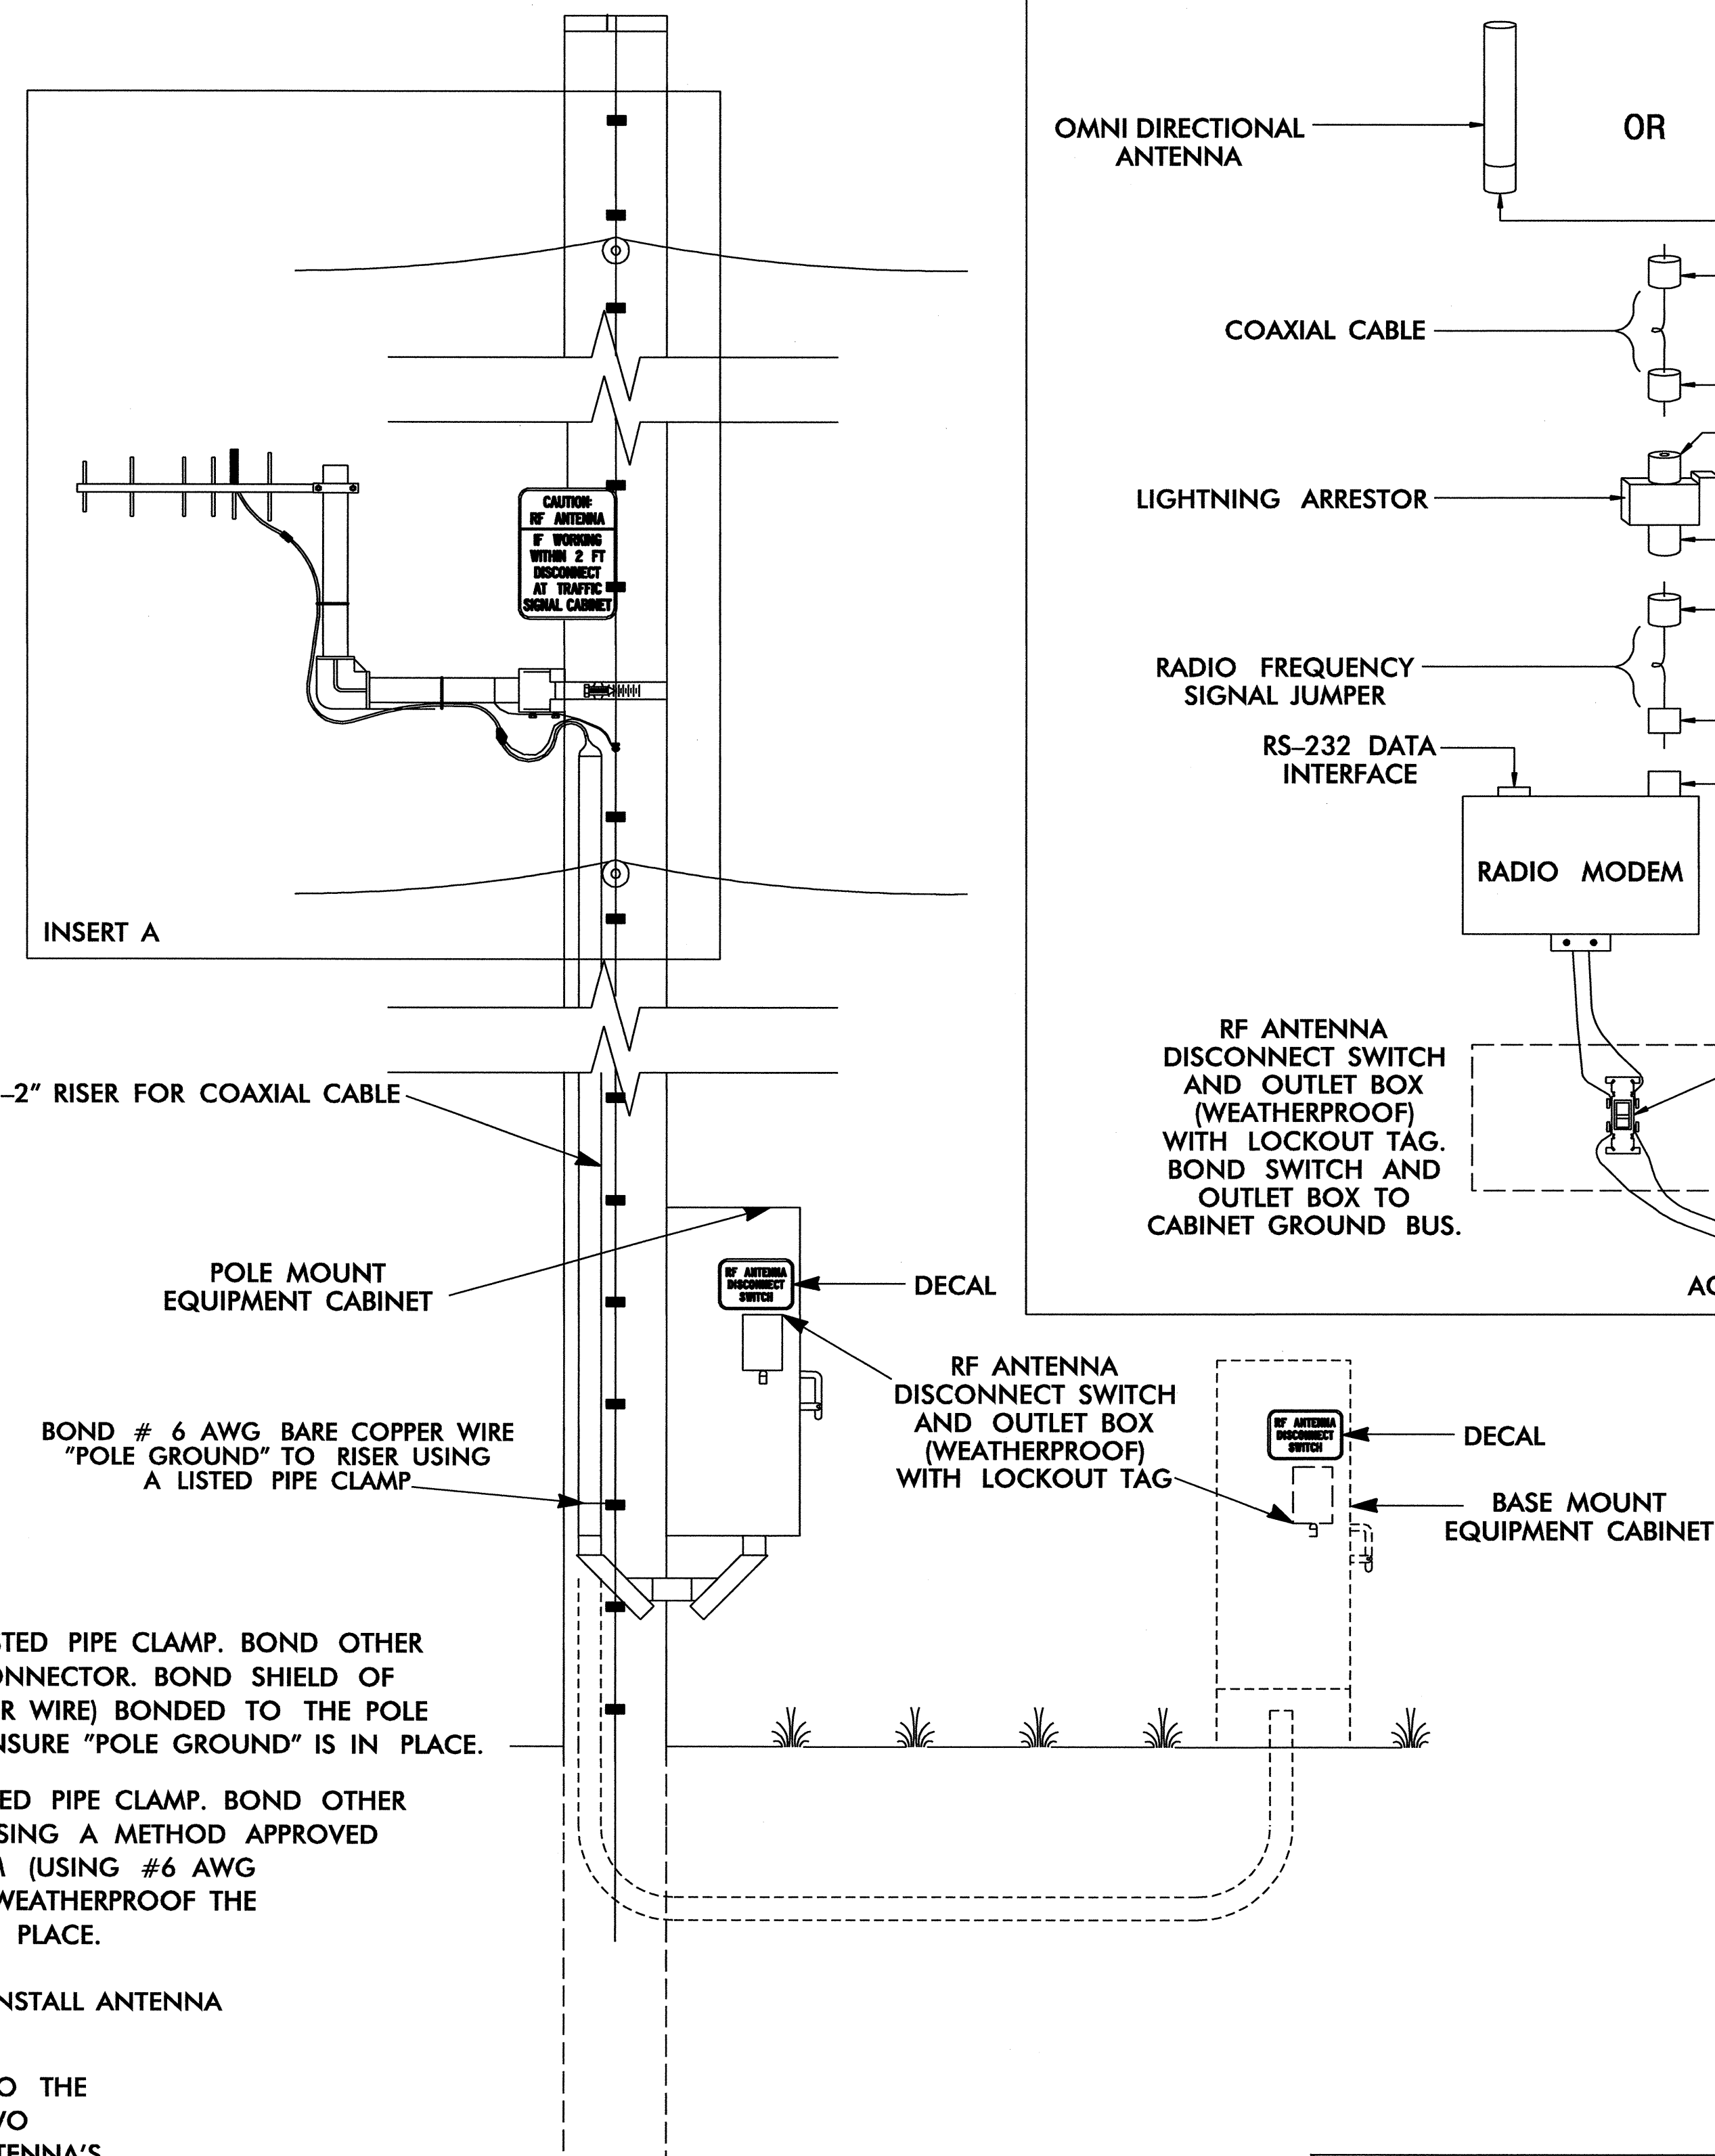 OMNI DIRECTIONAL
ANTENNA
OR
COAXIAL CABLE
LIGHTNING ARRESTOR
RADIO FREQUENCY
SIGNAL JUMPER
RS-232 DATA
INTERFACE
RADIO MODEM
RF ANTENNA
DISCONNECT SWITCH
AND OUTLET BOX
(WEATHERPROOF)
WITH LOCKOUT TAG.
BOND SWITCH AND
OUTLET BOX TO
CABINET GROUND BUS.
CAUTION:
RF ANTENNA
IF WORKING
WITHIN 2 FT
DISCONNECT
AT TRAFFIC
SIGNAL CABINET
INSERT A
-2" RISER FOR COAXIAL CABLE
POLE MOUNT
EQUIPMENT CABINET
RF ANTENNA
DISCONNECT
SWITCH
DECAL
RF ANTENNA
DISCONNECT SWITCH
AND OUTLET BOX
(WEATHERPROOF)
WITH LOCKOUT TAG
BOND # 6 AWG BARE COPPER WIRE
"POLE GROUND" TO RISER USING
A LISTED PIPE CLAMP
RF ANTENNA
DISCONNECT
SWITCH
DECAL
BASE MOUNT
EQUIPMENT CABINET
STED PIPE CLAMP. BOND OTHER
ONNECTOR. BOND SHIELD OF
R WIRE) BONDED TO THE POLE
NSURE "POLE GROUND" IS IN PLACE.
ED PIPE CLAMP. BOND OTHER
SING A METHOD APPROVED
(USING #6 AWG
WEATHERPROOF THE
PLACE.
NSTALL ANTENNA
O THE
TENNA'S